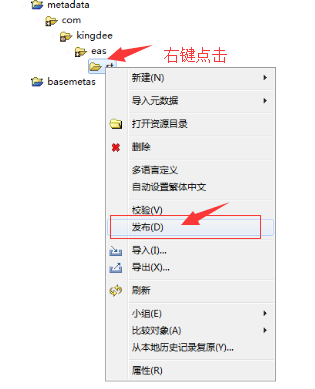 metadata
com
kingdee
eas
右键点击
basemetas
新建(N)
导入元数据
打开资源目录
删除
多语言定义
自动设置繁体中文
校验(V)
发布(D)
导入(I)...
导出(X)...
刷新
小组(E)
比较对象(A)
从本地历史记录复原(Y)...
属性(R)